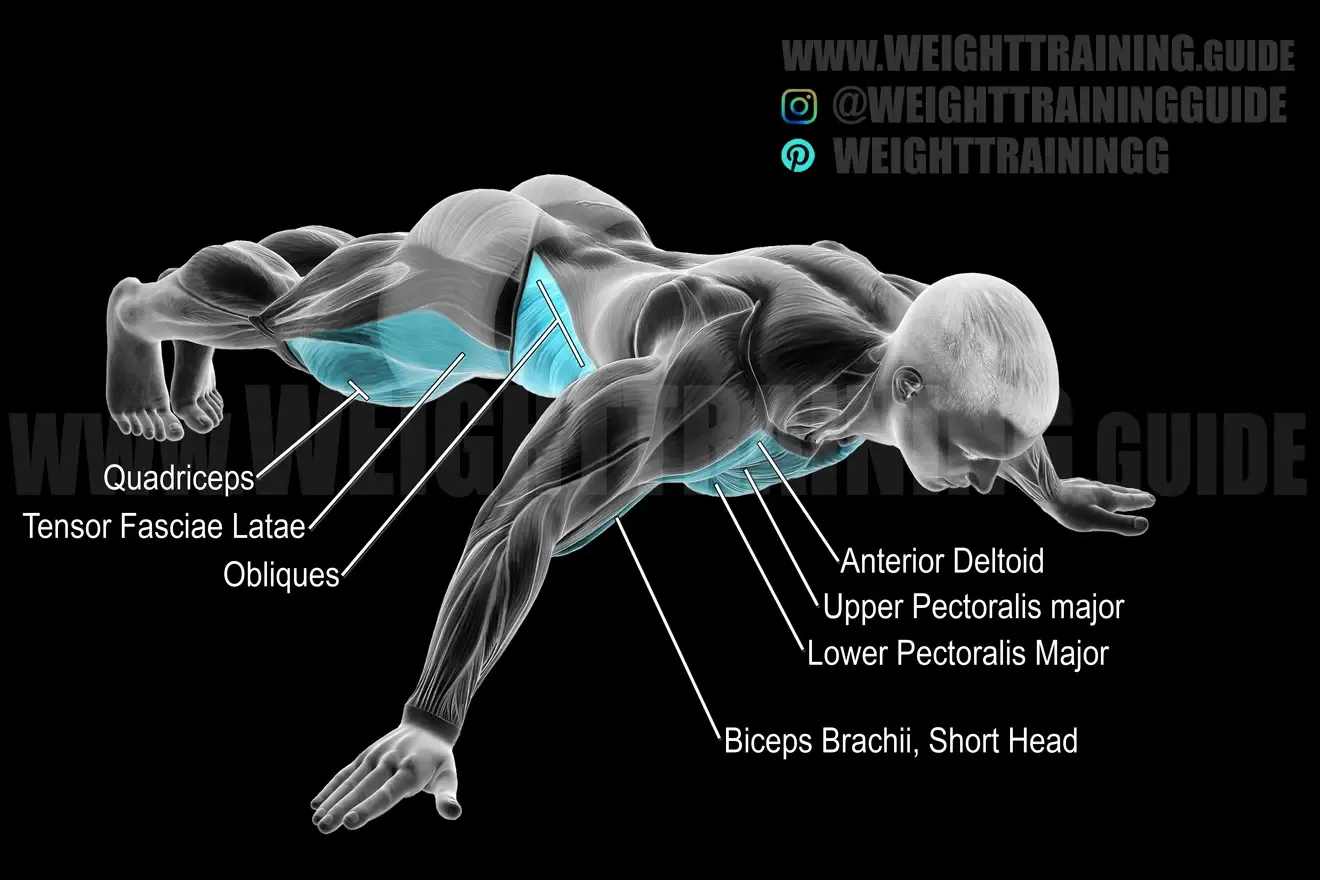 WWW.WEIGHTTRAINING.GUIDE
@WEIGHTTRAININGGUIDE
WEIGHTTRAININGG
WWW.WEIGHTTRAINING.GUIDE
Quadriceps
Tensor Fasciae Latae
Obliques
Anterior Deltoid
Upper Pectoralis major
Lower Pectoralis Major
Biceps Brachii, Short Head